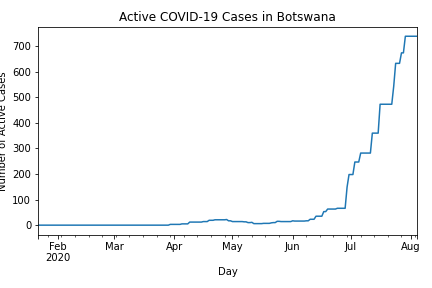 Active COVID-19 Cases in Botswana
Number of Active Cases
700
600
500
400
300
200
100
0
Feb Mar Apr May Jun Jul Aug
2020
Day